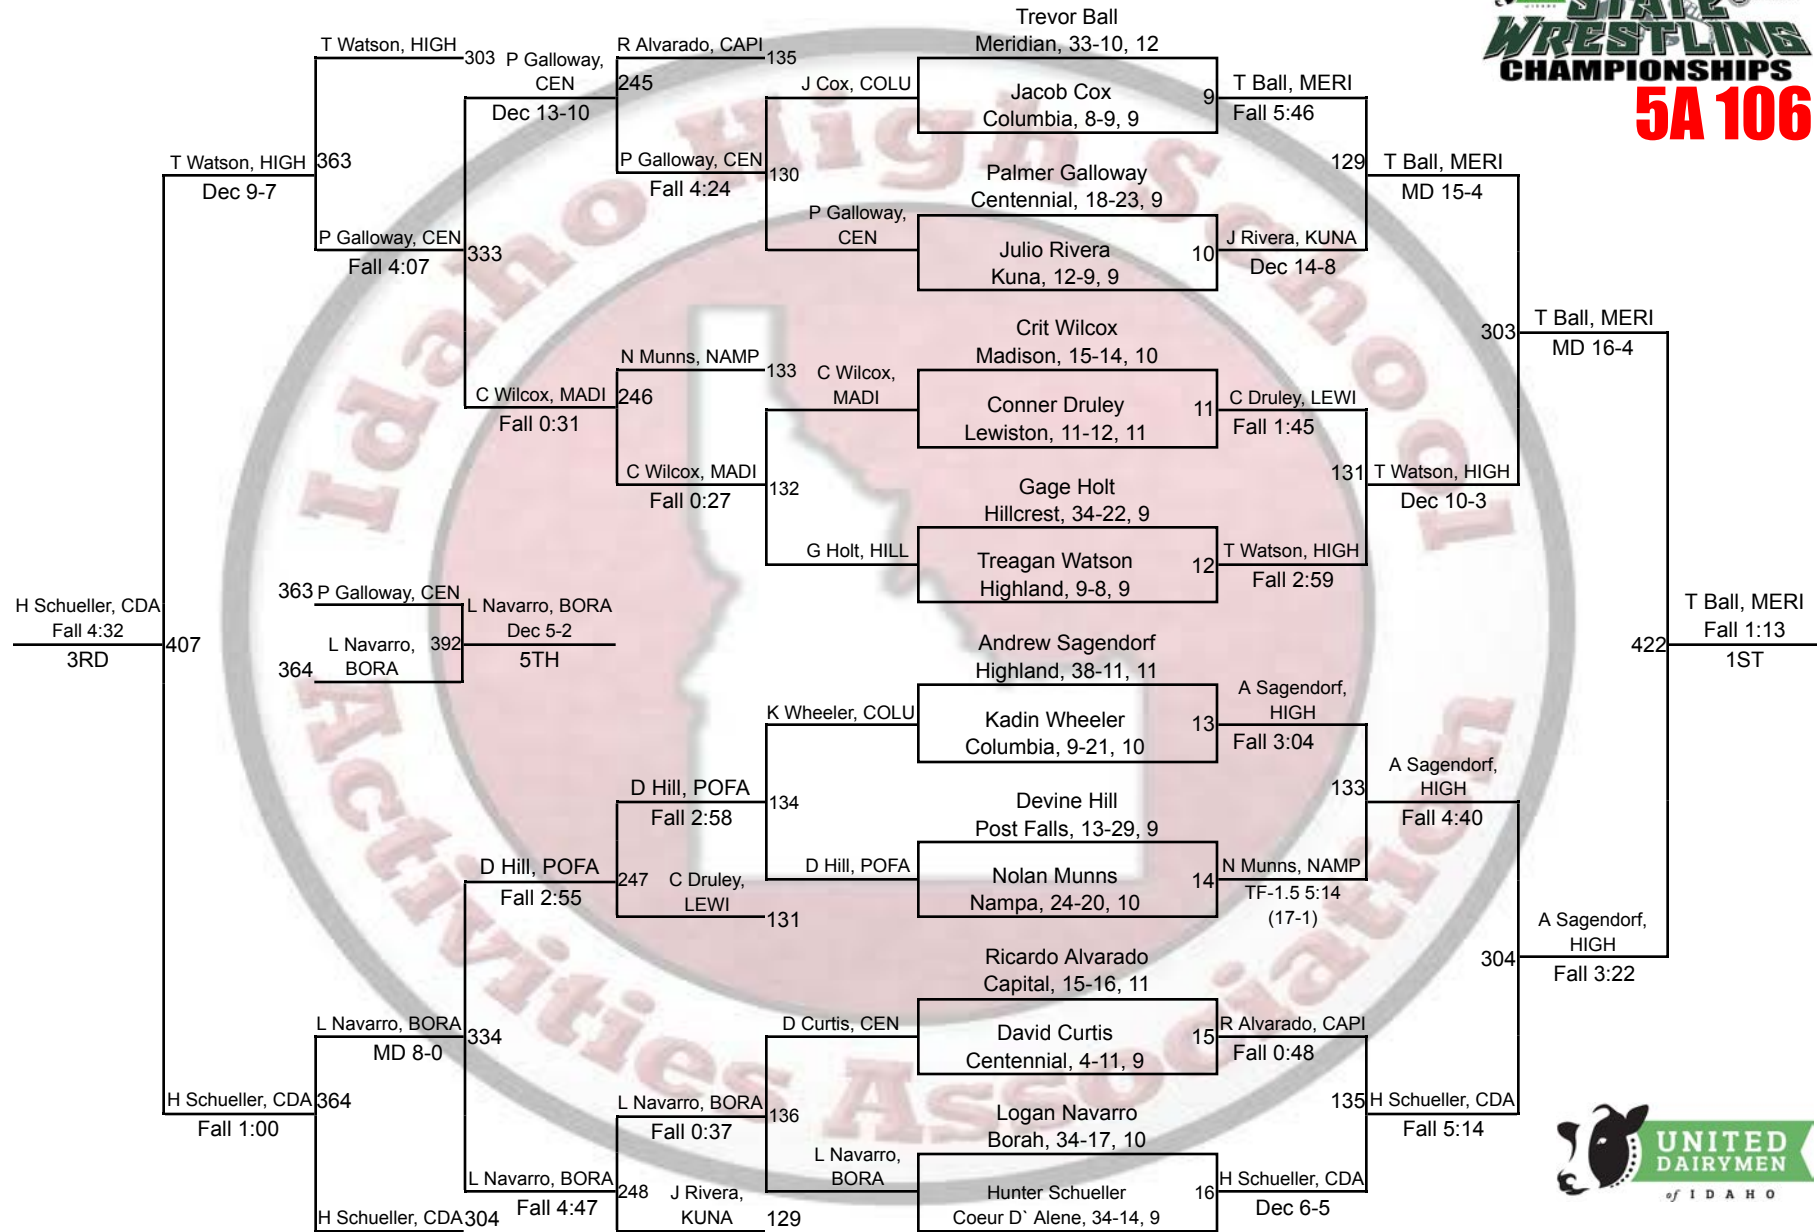 STATE
WRESTLING
CHAMPIONSHIPS
5A 106
Idaho High School
Activities Association
T Watson, HIGH
303
P Galloway,
CEN
Dec 13-10
R Alvarado, CAPI
135
245
P Galloway, CEN
Fall 4:24
130
J Cox, COLU
P Galloway,
CEN
Trevor Ball
Meridian, 33-10, 12
Jacob Cox
Columbia, 8-9, 9
9
T Ball, MERI
Fall 5:46
Palmer Galloway
Centennial, 18-23, 9
Julio Rivera
Kuna, 12-9, 9
10
J Rivera, KUNA
Dec 14-8
129
T Ball, MERI
MD 15-4
T Watson, HIGH
Dec 9-7
363
P Galloway, CEN
Fall 4:07
333
C Wilcox, MADI
Fall 0:31
246
N Munns, NAMP
133
C Wilcox, MADI
Fall 0:27
132
C Wilcox,
MADI
G Holt, HILL
Crit Wilcox
Madison, 15-14, 10
Conner Druley
Lewiston, 11-12, 11
11
C Druley, LEWI
Fall 1:45
Gage Holt
Hillcrest, 34-22, 9
Treagan Watson
Highland, 9-8, 9
12
T Watson, HIGH
Fall 2:59
131
T Watson, HIGH
Dec 10-3
303
T Ball, MERI
MD 16-4
H Schueller, CDA
Fall 4:32
3RD
407
363
P Galloway, CEN
L Navarro,
BORA
364
392
L Navarro, BORA
Dec 5-2
5TH
422
T Ball, MERI
Fall 1:13
1ST
K Wheeler, COLU
D Hill, POFA
134
D Hill, POFA
Fall 2:58
247
C Druley,
LEWI
131
D Hill, POFA
Fall 2:55
Andrew Sagendorf
Highland, 38-11, 11
Kadin Wheeler
Columbia, 9-21, 10
13
A Sagendorf,
HIGH
Fall 3:04
Devine Hill
Post Falls, 13-29, 9
Nolan Munns
Nampa, 24-20, 10
14
N Munns, NAMP
TF-1.5 5:14
(17-1)
133
A Sagendorf,
HIGH
Fall 4:40
304
A Sagendorf,
HIGH
Fall 3:22
L Navarro, BORA
MD 8-0
334
H Schueller, CDA
Fall 1:00
364
H Schueller, CDA
304
L Navarro, BORA
Fall 4:47
248
L Navarro, BORA
Fall 0:37
136
J Rivera,
KUNA
129
D Curtis, CEN
L Navarro,
BORA
Ricardo Alvarado
Capital, 15-16, 11
David Curtis
Centennial, 4-11, 9
15
R Alvarado, CAPI
Fall 0:48
Logan Navarro
Borah, 34-17, 10
Hunter Schueller
Coeur D` Alene, 34-14, 9
16
H Schueller, CDA
Dec 6-5
135
H Schueller, CDA
Fall 5:14
UNITED
DAIRYMEN
of IDAHO